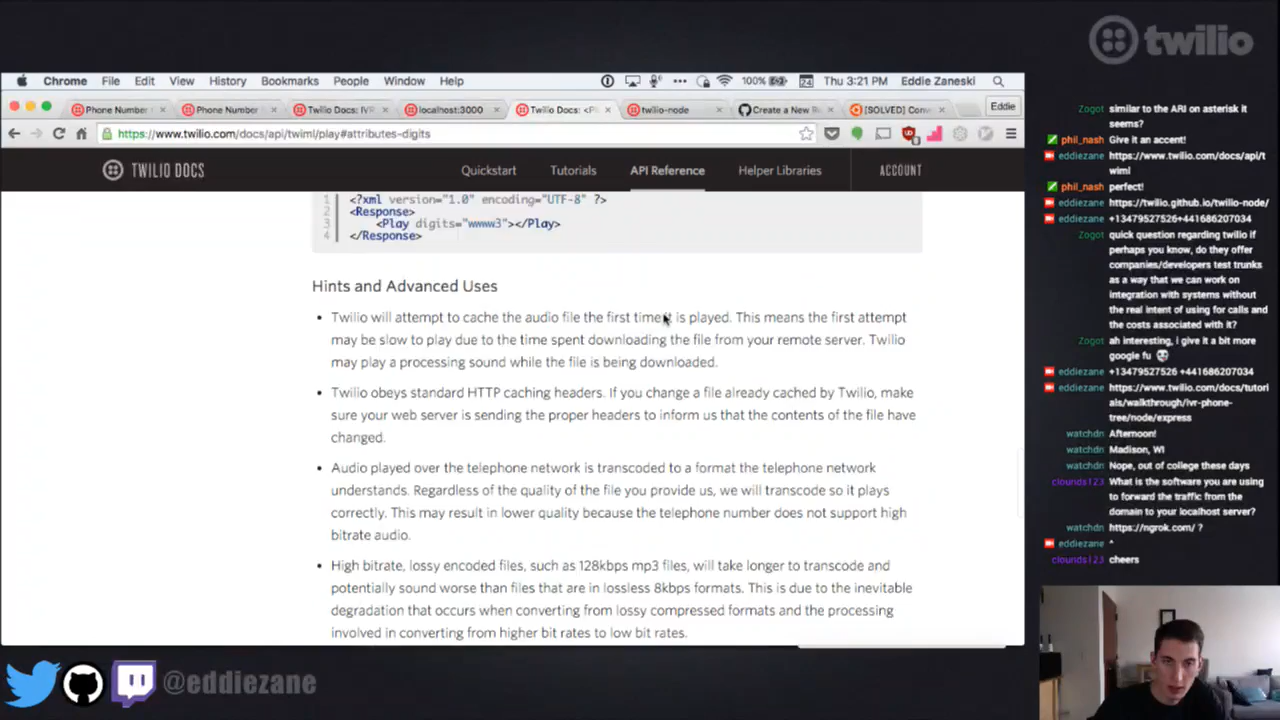 twilio
Chrome File Edit View History Bookmarks People Window Help
100% 24 Thu 3:21 PM Eddie Zaneski
Phone Number
Phone Number
Twilio Docs: IVR
localhost:3000
Twilio Docs: <Pl
twilio-node
Create a New Re
[SOLVED] Conv
Eddie
https://www.twilio.com/docs/api/twiml/play#attributes-digits
TWILIO DOCS
Quickstart Tutorials API Reference Helper Libraries ACCOUNT
1 <?xml version="1.0" encoding="UTF-8" ?>
2 <Response>
3 <Play digits="wwww3"></Play>
4 </Response>
Hints and Advanced Uses
• Twilio will attempt to cache the audio file the first time it is played. This means the first attempt
may be slow to play due to the time spent downloading the file from your remote server. Twilio
may play a processing sound while the file is being downloaded.
• Twilio obeys standard HTTP caching headers. If you change a file already cached by Twilio, make
sure your web server is sending the proper headers to inform us that the contents of the file have
changed.
• Audio played over the telephone network is transcoded to a format the telephone network
understands. Regardless of the quality of the file you provide us, we will transcode so it plays
correctly. This may result in lower quality because the telephone number does not support high
bitrate audio.
• High bitrate, lossy encoded files, such as 128kbps mp3 files, will take longer to transcode and
potentially sound worse than files that are in lossless 8kbps formats. This is due to the inevitable
degradation that occurs when converting from lossy compressed formats and the processing
involved in converting from higher bit rates to low bit rates.
Zogot similar to the ARI on asterisk it
seems?
phil_nash Give it an accent!
eddiezane https://www.twilio.com/docs/api/t
wiml
phil_nash perfect!
eddiezane https://twilio.github.io/twilio-node/
eddiezane +13479527526+441686207034
Zogot quick question regarding twilio if
perhaps you know, do they offer
companies/developers test trunks
as a way that we can work on
integration with systems without
the real intent of using for calls and
the costs associated with it?
Zogot ah interesting, i give it a bit more
google fu
eddiezane +13479527526 +441686207034
eddiezane https://www.twilio.com/docs/tutori
als/walkthrough/ivr-phone-
tree/node/express
watchdn Afternoon!
watchdn Madison, WI
watchdn Nope, out of college these days
clounds123 What is the software you are using
to forward the traffic from the
domain to your localhost server?
watchdn https://ngrok.com/ ?
eddiezane ^
clounds123 cheers
@eddiezane